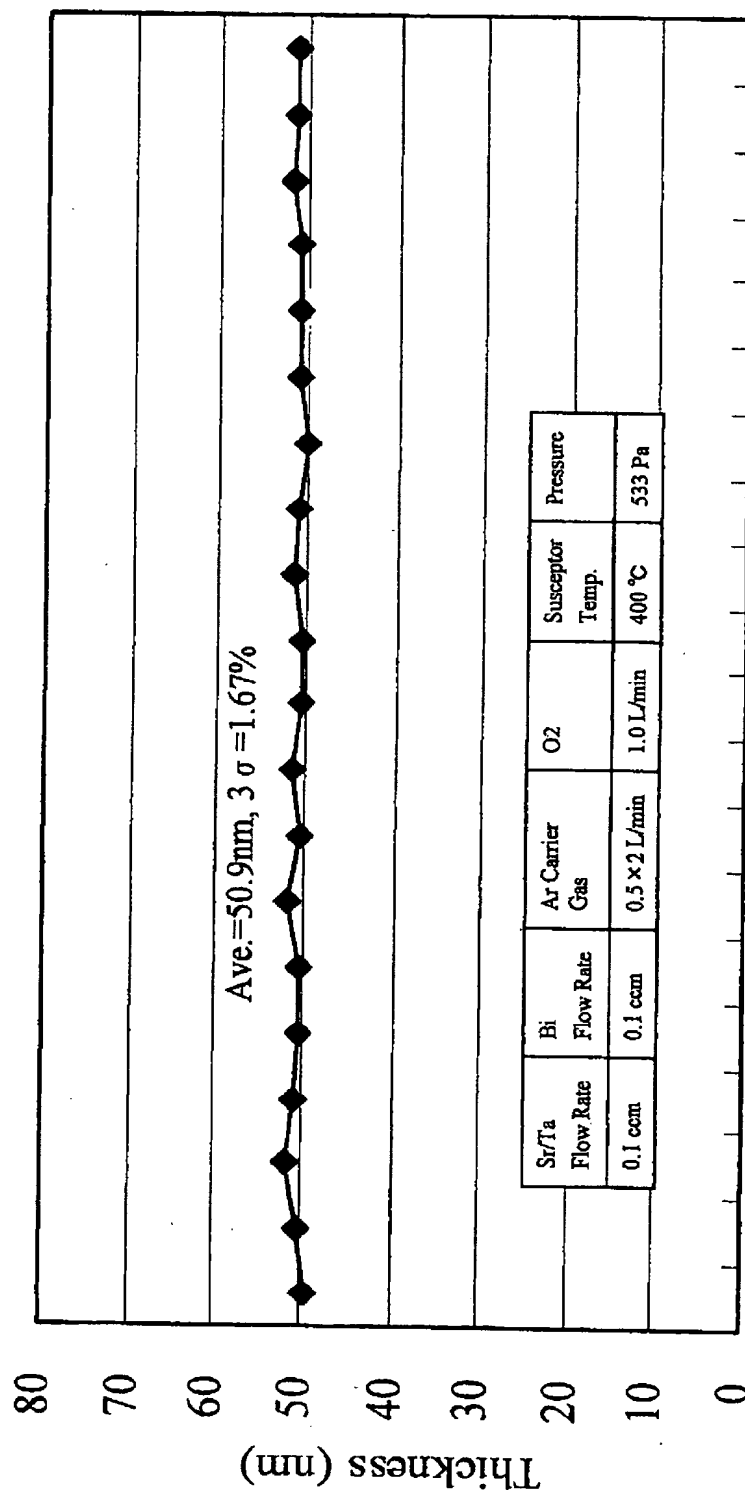 Thickness (nm)
80
70
60
50
40
30
20
10
0
Ave.=50.9nm, 3 σ =1.67%
Sr/Ta Flow Rate
Bi Flow Rate
Ar Carrier Gas
O2
Susceptor Temp.
Pressure
0.1 ccm
0.1 ccm
0.5 × 2 L/min
1.0 L/min
400 °C
533 Pa